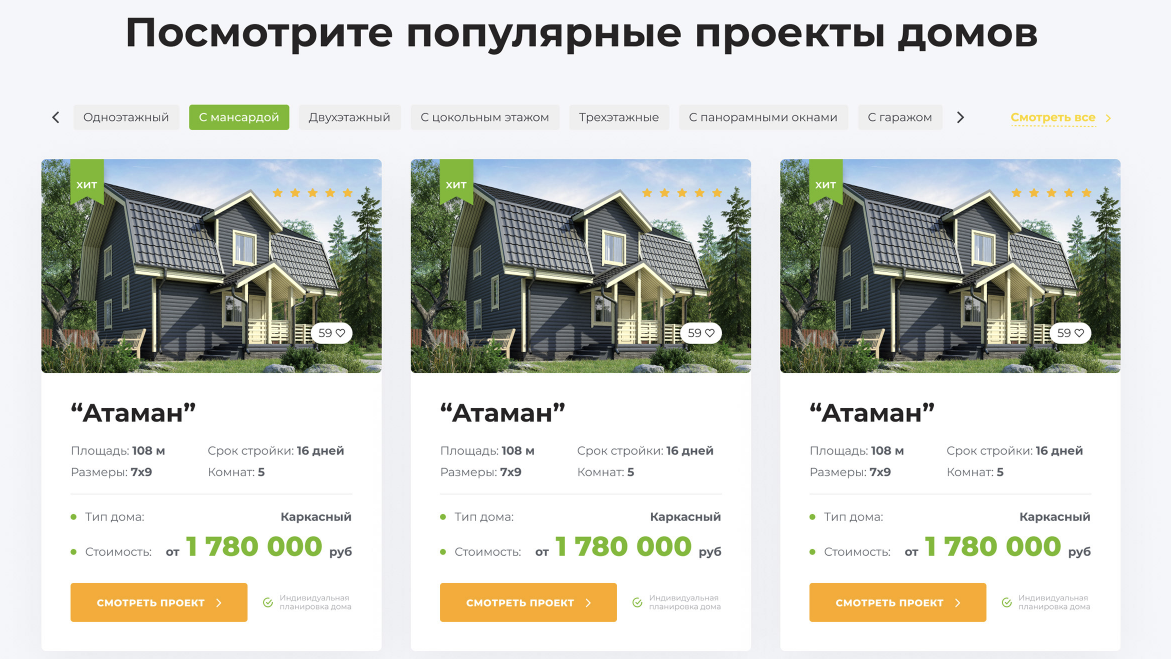 Посмотрите популярные проекты домов
Одноэтажный С мансардой Двухэтажный С цокольным этажом Трехэтажные С панорамными окнами С гаражом Смотреть все
ХИТ ХИТ ХИТ
59 59 59
“Атаман” “Атаман” “Атаман”
Площадь: 108 м Срок стройки: 16 дней Площадь: 108 м Срок стройки: 16 дней Площадь: 108 м Срок стройки: 16 дней
Размеры: 7х9 Комнат: 5 Размеры: 7х9 Комнат: 5 Размеры: 7х9 Комнат: 5
Тип дома: Каркасный Тип дома: Каркасный Тип дома: Каркасный
Стоимость: от 1 780 000 руб Стоимость: от 1 780 000 руб Стоимость: от 1 780 000 руб
СМОТРЕТЬ ПРОЕКТ Индивидуальная планировка дома СМОТРЕТЬ ПРОЕКТ Индивидуальная планировка дома СМОТРЕТЬ ПРОЕКТ Индивидуальная планировка дома